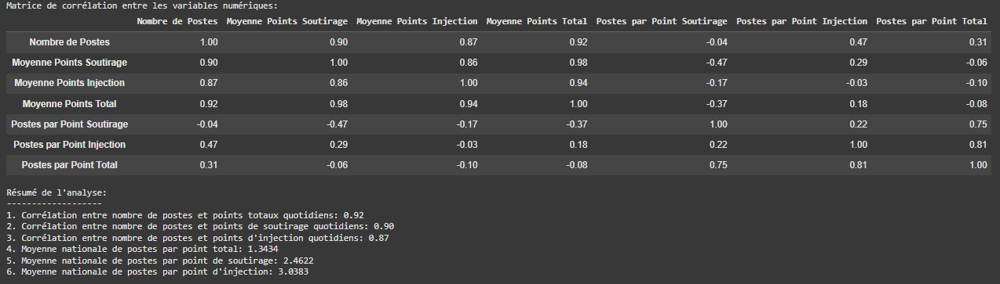 Matrice de corrélation entre les variables numériques:
Nombre de Postes Moyenne Points Soutirage Moyenne Points Injection Moyenne Points Total Postes par Point Soutirage Postes par Point Injection Postes par Point Total
Nombre de Postes 1.00 0.90 0.87 0.92 -0.04 0.47 0.31
Moyenne Points Soutirage 0.90 1.00 0.86 0.98 -0.47 0.29 -0.06
Moyenne Points Injection 0.87 0.86 1.00 0.94 -0.17 -0.03 -0.10
Moyenne Points Total 0.92 0.98 0.94 1.00 -0.37 0.18 -0.08
Postes par Point Soutirage -0.04 -0.47 -0.17 -0.37 1.00 0.22 0.75
Postes par Point Injection 0.47 0.29 -0.03 0.18 0.22 1.00 0.81
Postes par Point Total 0.31 -0.06 -0.10 -0.08 0.75 0.81 1.00
Résumé de l'analyse:
-------------------
1. Corrélation entre nombre de postes et points totaux quotidiens: 0.92
2. Corrélation entre nombre de postes et points de soutirage quotidiens: 0.90
3. Corrélation entre nombre de postes et points d'injection quotidiens: 0.87
4. Moyenne nationale de postes par point total: 1.3434
5. Moyenne nationale de postes par point de soutirage: 2.4622
6. Moyenne nationale de postes par point d'injection: 3.0383